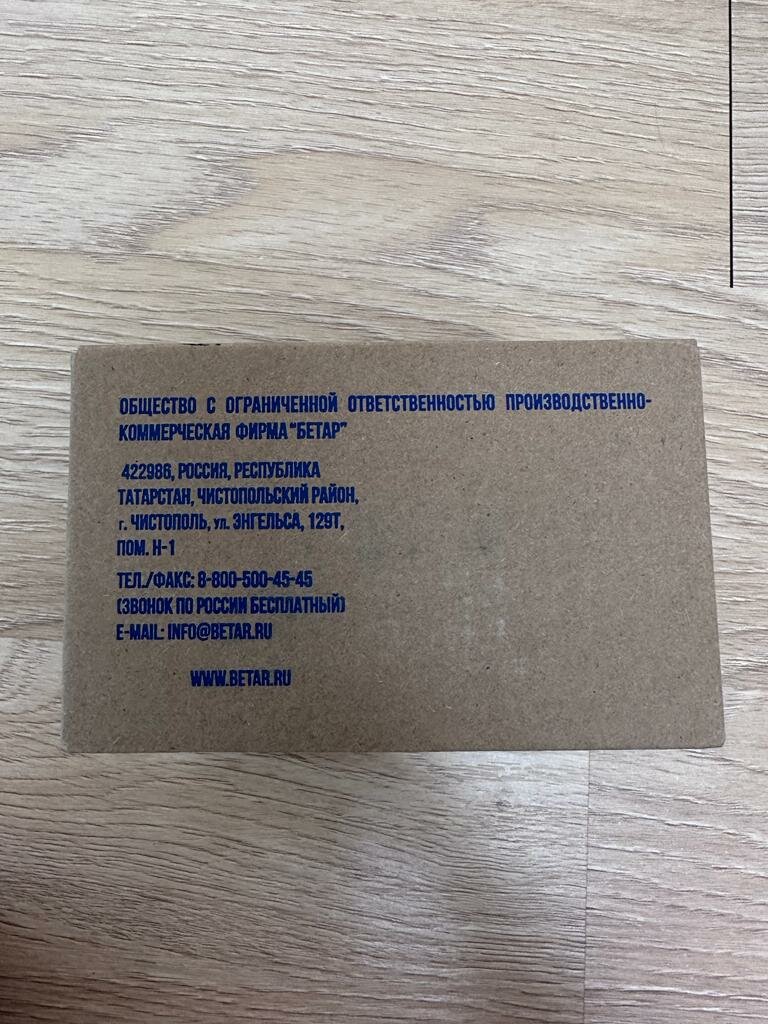 ОБЩЕСТВО С ОГРАНИЧЕННОЙ ОТВЕТСТВЕННОСТЬЮ ПРОИЗВОДСТВЕННО-
КОММЕРЧЕСКАЯ ФИРМА "БЕТАР"
422986, РОССИЯ, РЕСПУБЛИКА
ТАТАРСТАН, ЧИСТОПОЛЬСКИЙ РАЙОН,
г. ЧИСТОПОЛЬ, ул. ЭНГЕЛЬСА, 129Т,
ПОМ. Н-1
ТЕЛ./ФАКС: 8-800-500-45-45
(ЗВОНОК ПО РОССИИ БЕСПЛАТНЫЙ)
E-MAIL: INFO@BETAR.RU
WWW.BETAR.RU